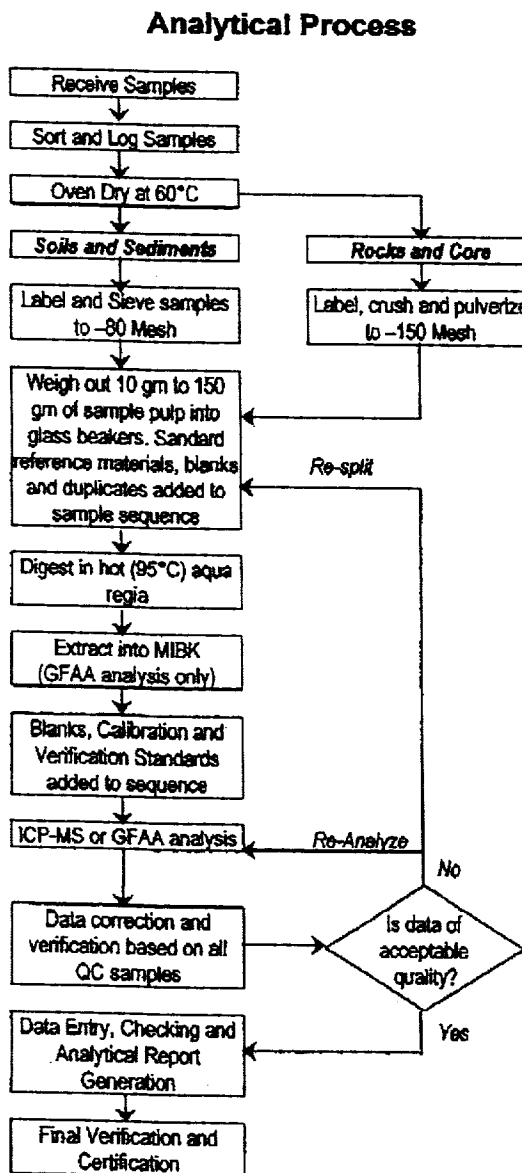 Analytical Process
Receive Samples
Sort and Log Samples
Oven Dry at 60°C
Soils and Sediments
Rocks and Core
Label and Sieve samples
to –80 Mesh
Label, crush and pulverize
to –150 Mesh
Weigh out 10 gm to 150
gm of sample pulp into
glass beakers. Sandard
reference materials, blanks
and duplicates added to
sample sequence
Re-split
Digest in hot (95°C) aqua
regia
Extract into MIBK
(GFAA analysis only)
Blanks, Calibration and
Verification Standards
added to sequence
ICP-MS or GFAA analysis
Re-Analyze
No
Data correction and
verification based on all
QC samples
Is data of
acceptable
quality?
Yes
Data Entry, Checking and
Analytical Report
Generation
Final Verification and
Certification